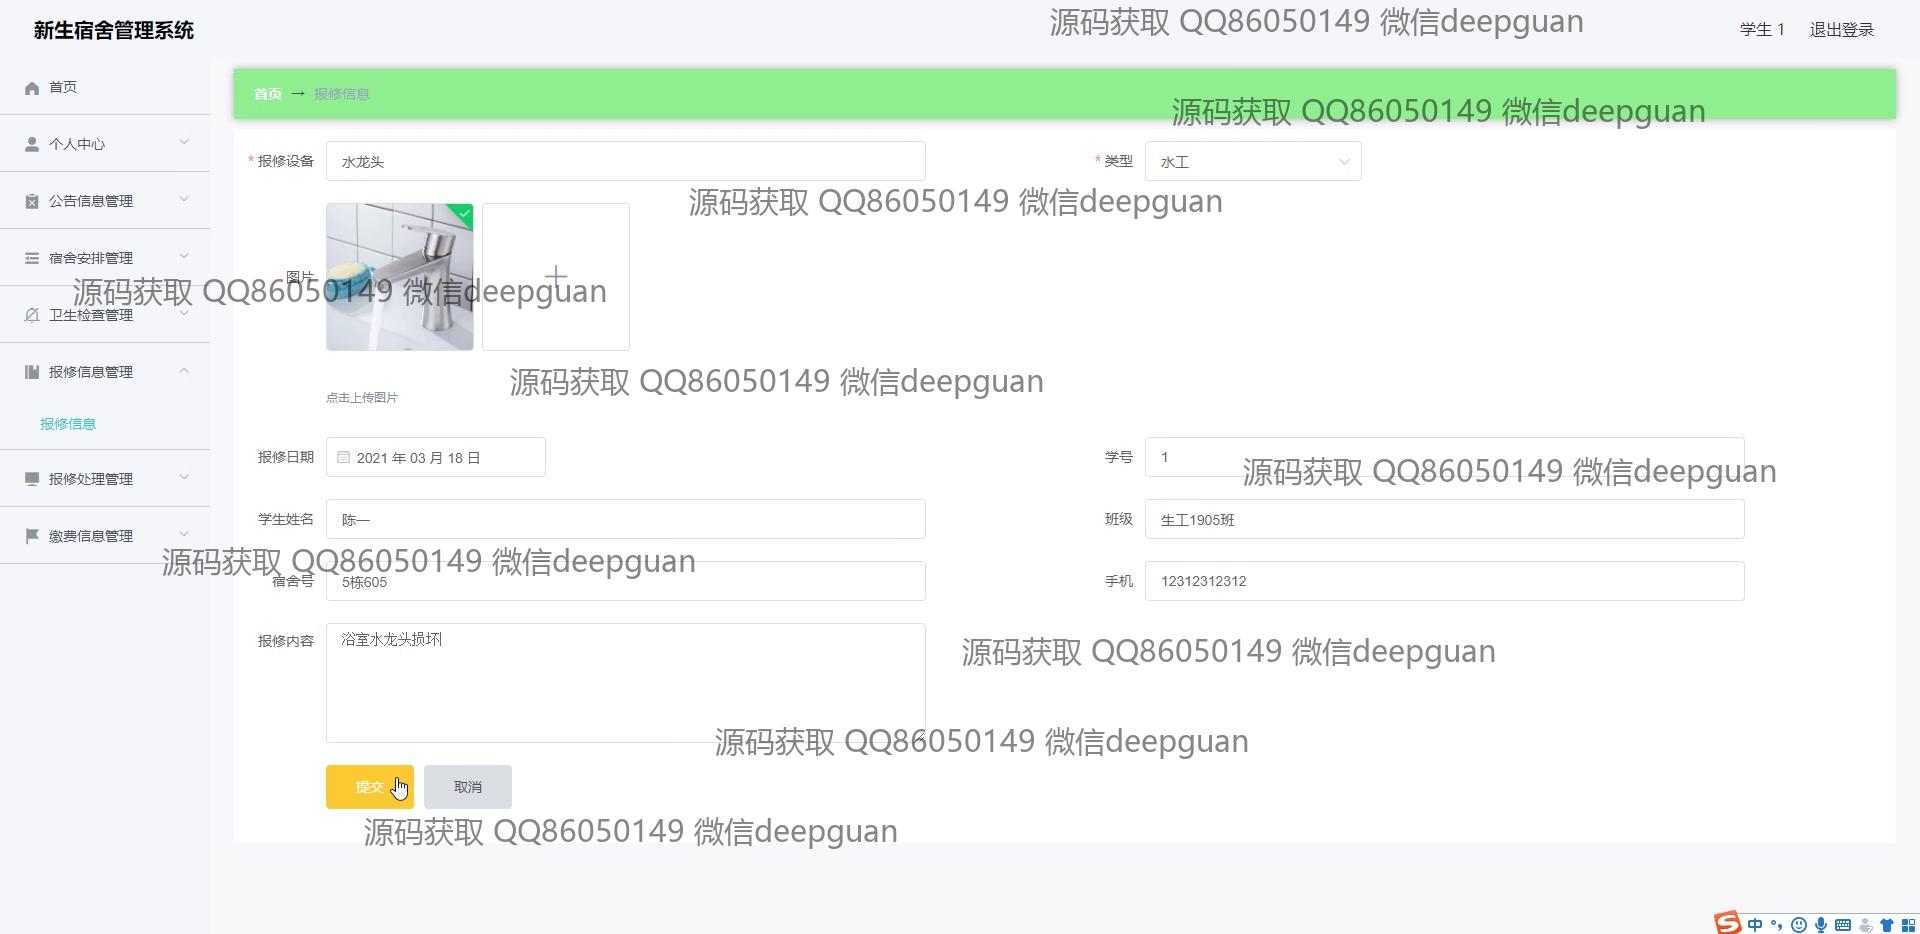 新生宿舍管理系统
源码获取 QQ86050149 微信deepguan
学生 1 退出登录
首页
首页 → 报修信息
源码获取 QQ86050149 微信deepguan
个人中心
* 报修设备 水龙头
* 类型 水工
公告信息管理
源码获取 QQ86050149 微信deepguan
宿舍安排管理
图片
源码获取 QQ86050149 微信deepguan
卫生检查管理
报修信息管理
源码获取 QQ86050149 微信deepguan
点击上传图片
报修信息
报修日期 2021 年 03 月 18 日
学号 1
源码获取 QQ86050149 微信deepguan
报修处理管理
学生姓名 陈一
班级 生工1905班
缴费信息管理
源码获取 QQ86050149 微信deepguan
宿舍号 5栋605
手机 12312312312
报修内容 浴室水龙头损坏
源码获取 QQ86050149 微信deepguan
源码获取 QQ86050149 微信deepguan
提交 取消
源码获取 QQ86050149 微信deepguan
S 中